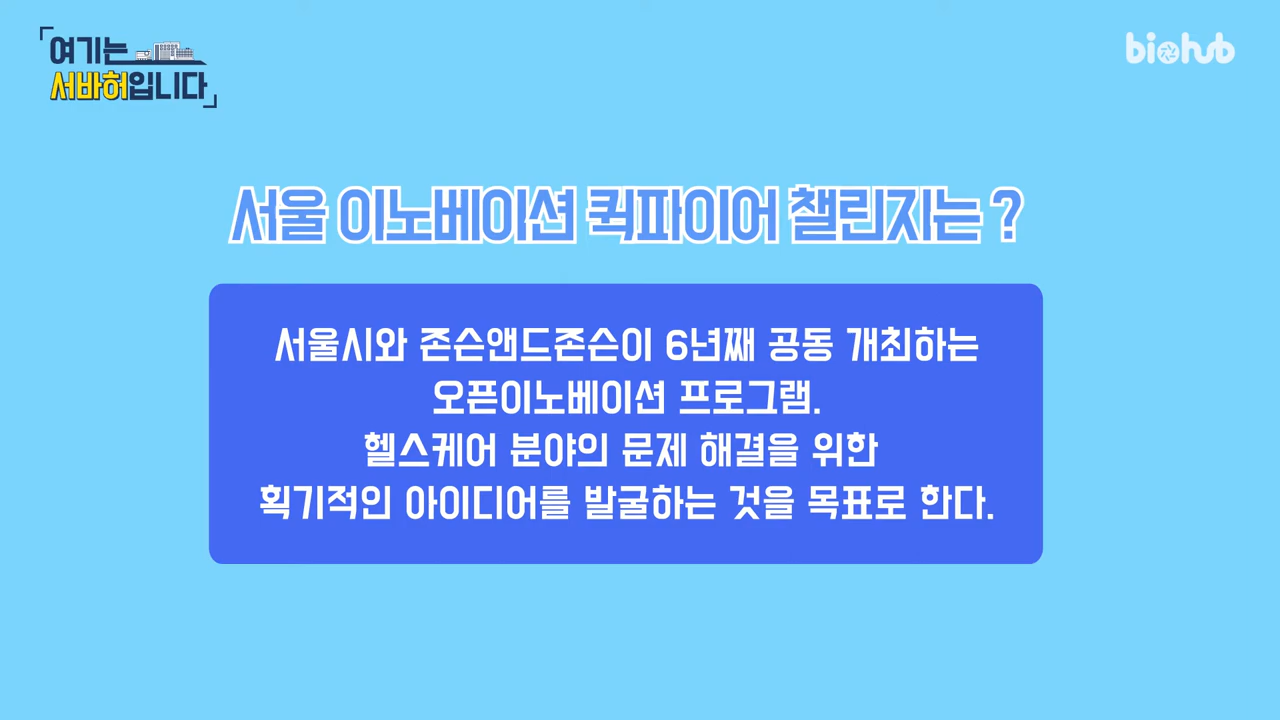 「여기는
서바허입니다」
biohub
서울 이노베이션 퀵파이어 챌린지는 ?
서울시와 존슨앤드존슨이 6년째 공동 개최하는
오픈이노베이션 프로그램.
헬스케어 분야의 문제 해결을 위한
획기적인 아이디어를 발굴하는 것을 목표로 한다.